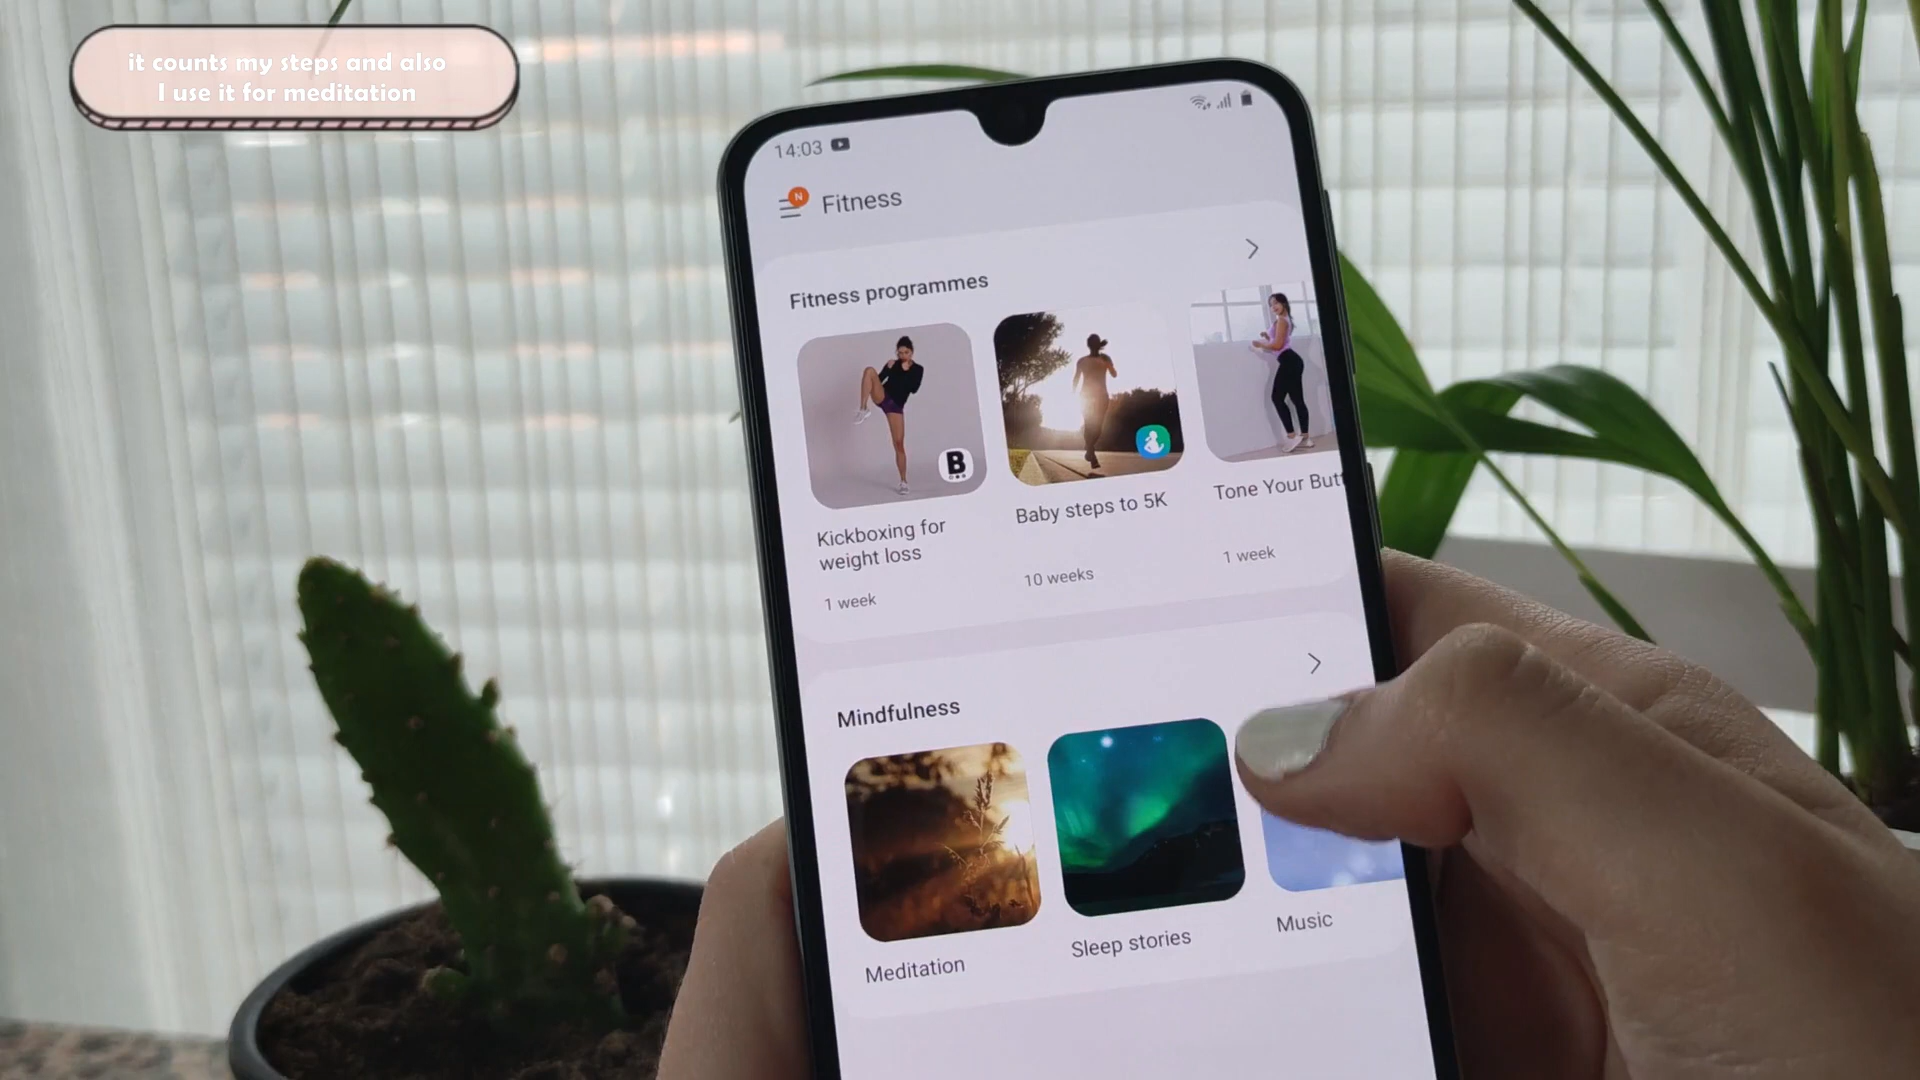 it counts my steps and also
I use it for meditation
14:03
N
Fitness
Fitness programmes
B
Kickboxing for
weight loss
1 week
Baby steps to 5K
10 weeks
Tone Your But
1 week
Mindfulness
Meditation
Sleep stories
Music